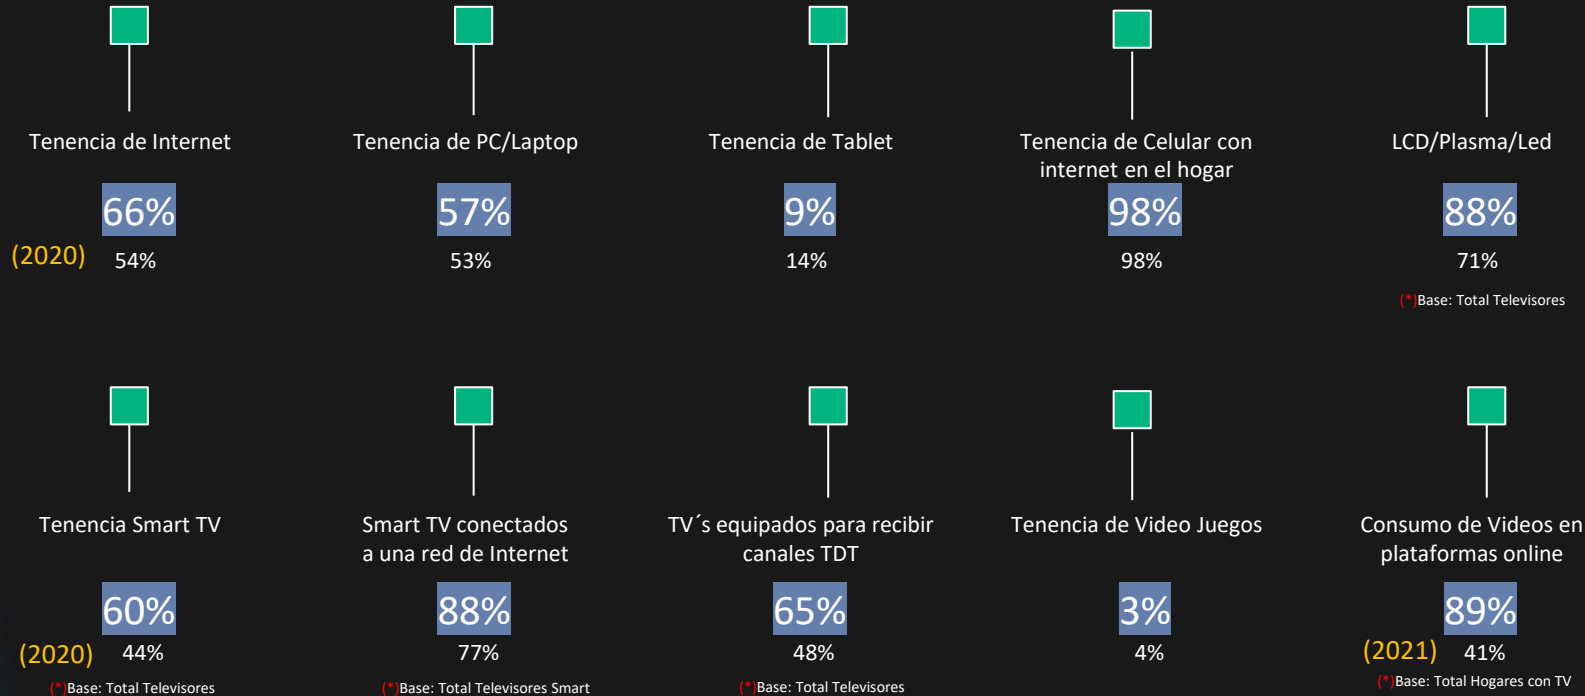 Tenencia de Internet
66%
(2020) 54%
Tenencia de PC/Laptop
57%
53%
Tenencia de Tablet
9%
14%
Tenencia de Celular con
internet en el hogar
98%
98%
LCD/Plasma/Led
88%
71%
(*)Base: Total Televisores
Tenencia Smart TV
60%
(2020) 44%
(*)Base: Total Televisores
Smart TV conectados
a una red de Internet
88%
77%
(*)Base: Total Televisores Smart
TV´s equipados para recibir
canales TDT
65%
48%
(*)Base: Total Televisores
Tenencia de Video Juegos
3%
4%
Consumo de Videos en
plataformas online
89%
(2021) 41%
(*)Base: Total Hogares con TV